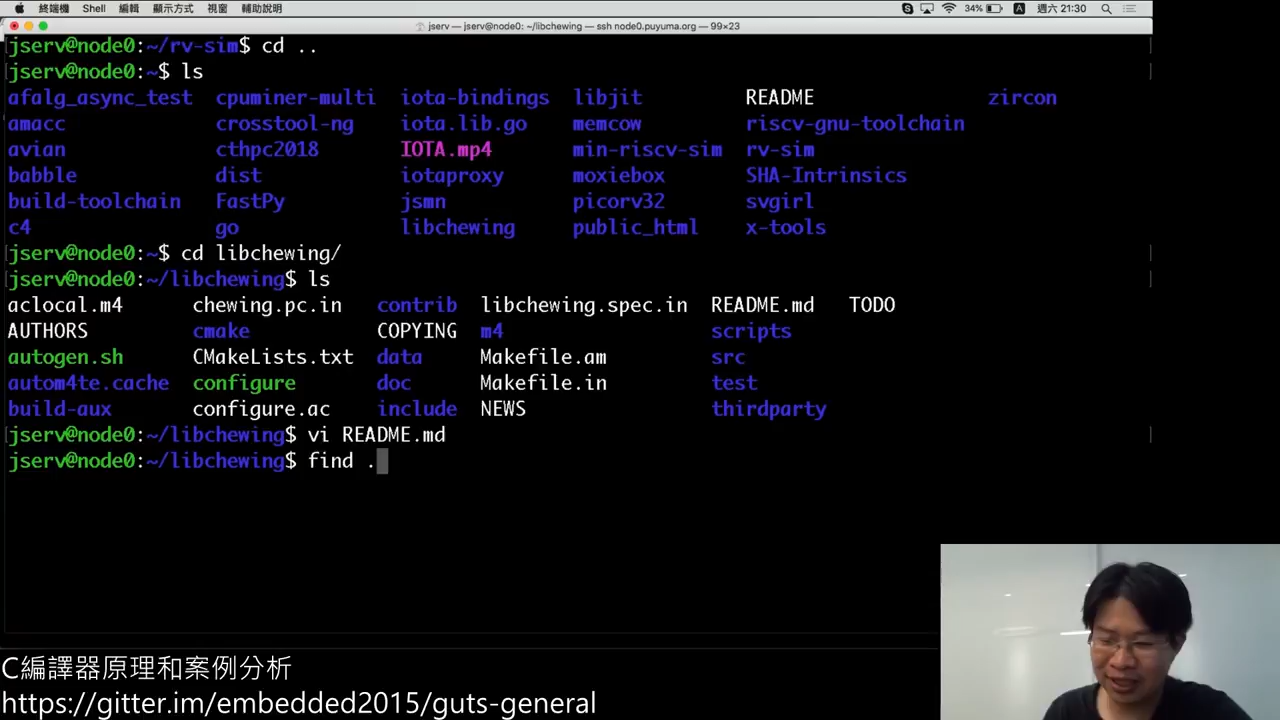 終端機 Shell 編輯 顯示方式 視窗 輔助說明 34% A 週六 21:30
jserv — jserv@node0: ~/libchewing — ssh node0.puyuma.org — 99×23
jserv@node0:~/rv-sim$ cd ..
jserv@node0:~$ ls
afalg_async_test cpuminer-multi iota-bindings libjit README zircon
amacc crosstool-ng iota.lib.go memcow riscv-gnu-toolchain
avian cthpc2018 IOTA.mp4 min-riscv-sim rv-sim
babble dist iotaproxy moxiebox SHA-Intrinsics
build-toolchain FastPy jsmn picorv32 svgirl
c4 go libchewing public_html x-tools
jserv@node0:~$ cd libchewing/
jserv@node0:~/libchewing$ ls
aclocal.m4 chewing.pc.in contrib libchewing.spec.in README.md TODO
AUTHORS cmake COPYING m4 scripts
autogen.sh CMakeLists.txt data Makefile.am src
autom4te.cache configure doc Makefile.in test
build-aux configure.ac include NEWS thirdparty
jserv@node0:~/libchewing$ vi README.md
jserv@node0:~/libchewing$ find .
C編譯器原理和案例分析
https://gitter.im/embedded2015/guts-general